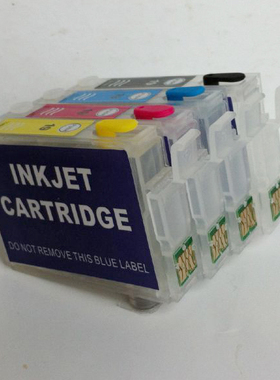 INKJET
CARTRIDGE
DO NOT REMOVE THIS BLUE LABEL